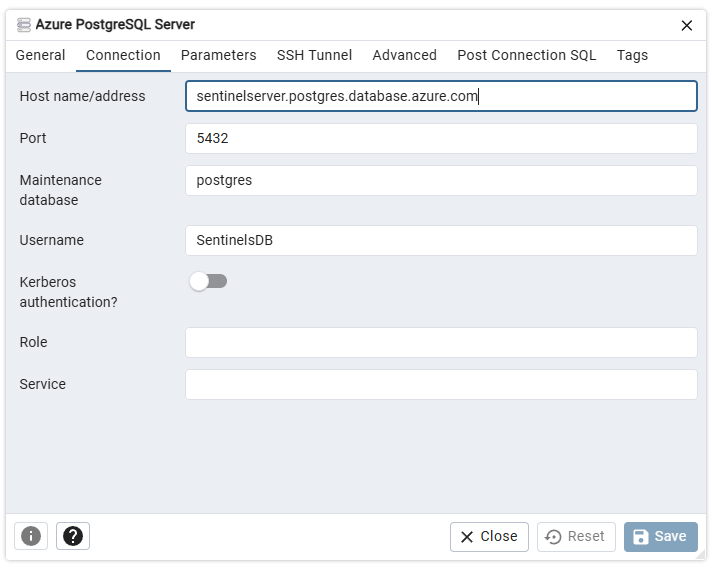 Azure PostgreSQL Server
General Connection Parameters SSH Tunnel Advanced Post Connection SQL Tags
Host name/address sentinelserver.postgres.database.azure.com
Port 5432
Maintenance
database
postgres
Username SentinelsDB
Kerberos
authentication?
Role
Service
Close Reset Save